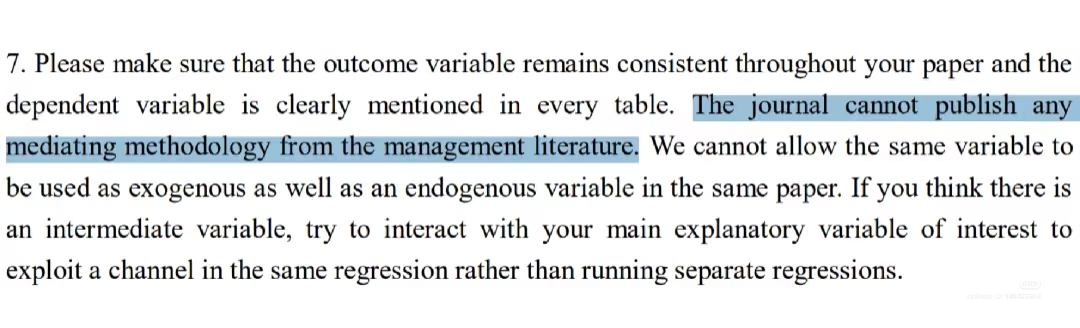 7. Please make sure that the outcome variable remains consistent throughout your paper and the
dependent variable is clearly mentioned in every table. The journal cannot publish any
mediating methodology from the management literature. We cannot allow the same variable to
be used as exogenous as well as an endogenous variable in the same paper. If you think there is
an intermediate variable, try to interact with your main explanatory variable of interest to
exploit a channel in the same regression rather than running separate regressions.